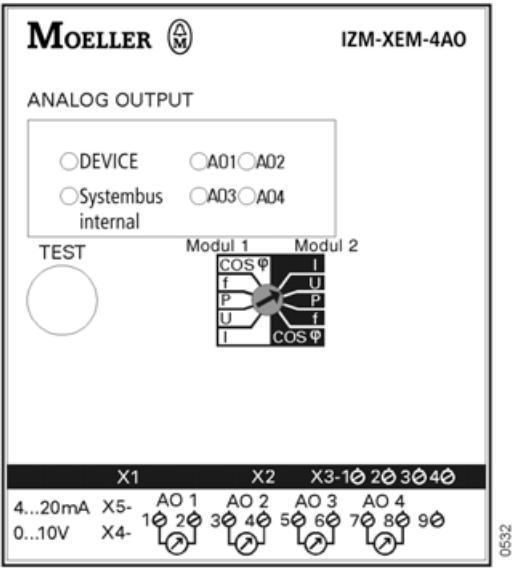 MOELLER IZM-XEM-4AO
ANALOG OUTPUT
DEVICE AO1 AO2
Systembus AO3 AO4
internal
TEST
Modul 1 Modul 2
COS φ I
f U
P P
U f
I COS φ
X1 X2 X3-1 2 3 4
4...20mA X5- AO 1 AO 2 AO 3 AO 4
1 2 3 4 5 6 7 8 9
0...10V X4-
0532